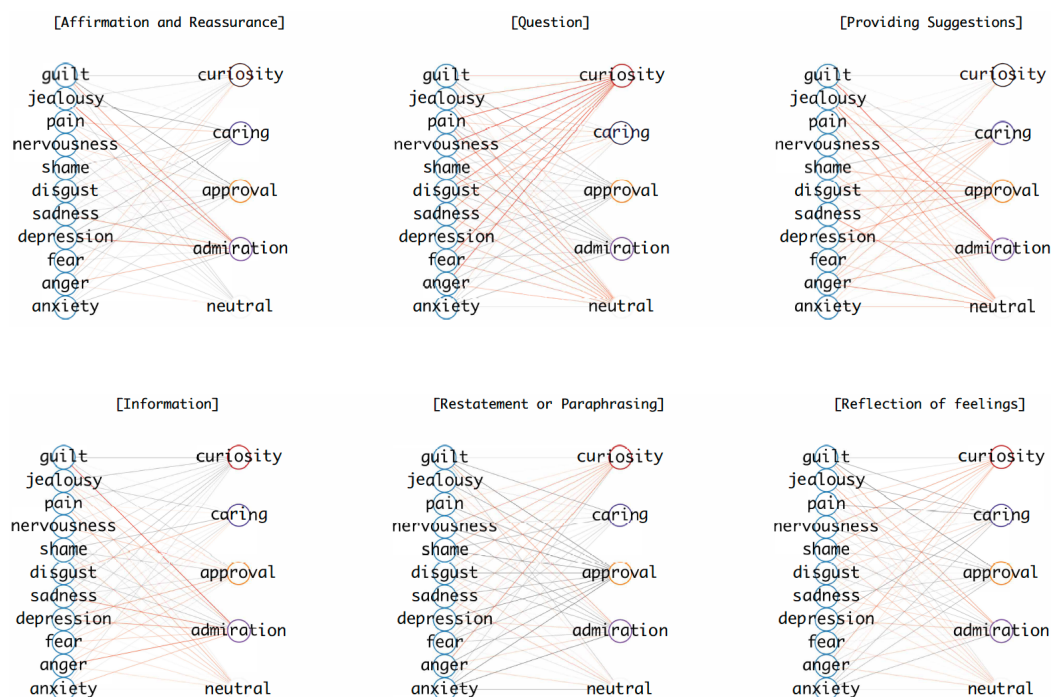 [Affirmation and Reassurance]
guilt
jealousy
pain
nervousness
shame
disgust
sadness
depression
fear
anger
anxiety
curiosity
caring
approval
admiration
neutral
[Question]
guilt
jealousy
pain
nervousness
shame
disgust
sadness
depression
fear
anger
anxiety
curiosity
caring
approval
admiration
neutral
[Providing Suggestions]
guilt
jealousy
pain
nervousness
shame
disgust
sadness
depression
fear
anger
anxiety
curiosity
caring
approval
admiration
neutral
[Information]
guilt
jealousy
pain
nervousness
shame
disgust
sadness
depression
fear
anger
anxiety
curiosity
caring
approval
admiration
neutral
[Restatement or Paraphrasing]
guilt
jealousy
pain
nervousness
shame
disgust
sadness
depression
fear
anger
anxiety
curiosity
caring
approval
admiration
neutral
[Reflection of feelings]
guilt
jealousy
pain
nervousness
shame
disgust
sadness
depression
fear
anger
anxiety
curiosity
caring
approval
admiration
neutral